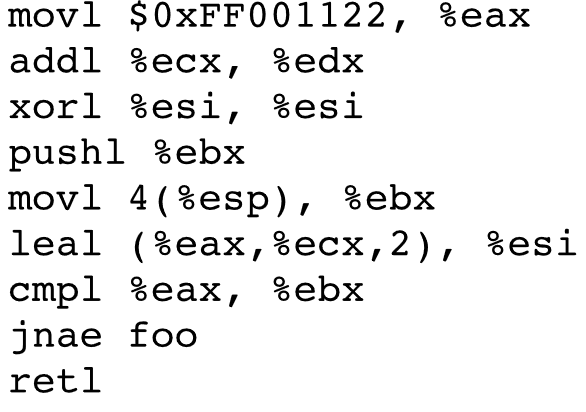 movl $0xFF001122, %eax
addl %ecx, %edx
xorl %esi, %esi
pushl %ebx
movl 4(%esp), %ebx
leal (%eax,%ecx,2), %esi
cmpl %eax, %ebx
jnae foo
retl